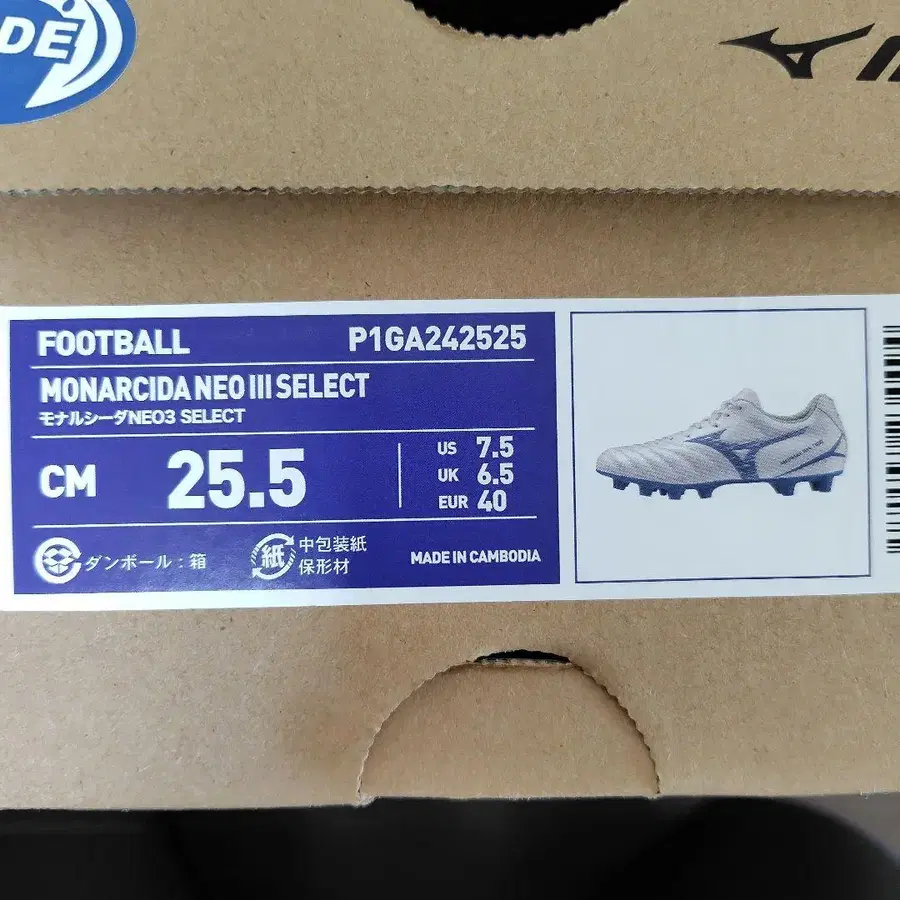 DE
FOOTBALL
P1GA242525
MONARCIDA NEO III SELECT
モナルシーダNEO3 SELECT
CM 25.5
US 7.5
UK 6.5
EUR 40
ダンボール:箱
紙
中包装紙
保形材
MADE IN CAMBODIA